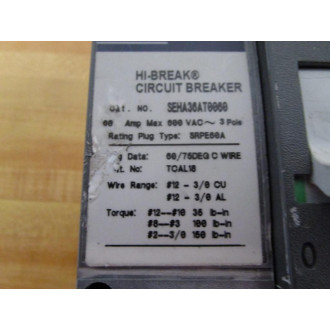 HI-BREAK®
CIRCUIT BREAKER
Cat. NO. SEHA36AT0060
60 Amp Max 600 VAC~ 3 Pole
Rating Plug Type: SRPE60A
Data: 60/75DEG C WIRE
NO: TCAL18
Wire Range: #12 - 3/0 CU
#12 - 3/0 AL
Torque: #12--#10 35 lb-in
#8--#3 100 lb-in
#2--3/0 150 lb-in